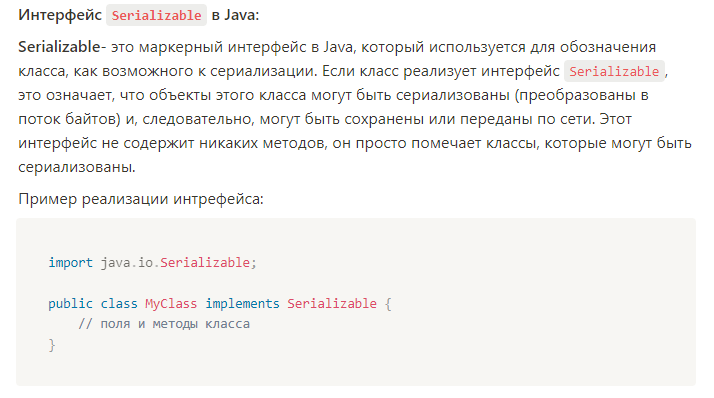 Интерфейс Serializable в Java:
Serializable- это маркерный интерфейс в Java, который используется для обозначения
класса, как возможного к сериализации. Если класс реализует интерфейс Serializable,
это означает, что объекты этого класса могут быть сериализованы (преобразованы в
поток байтов) и, следовательно, могут быть сохранены или переданы по сети. Этот
интерфейс не содержит никаких методов, он просто помечает классы, которые могут быть
сериализованы.
Пример реализации интрефейса:
import java.io.Serializable;
public class MyClass implements Serializable {
    // поля и методы класса
}